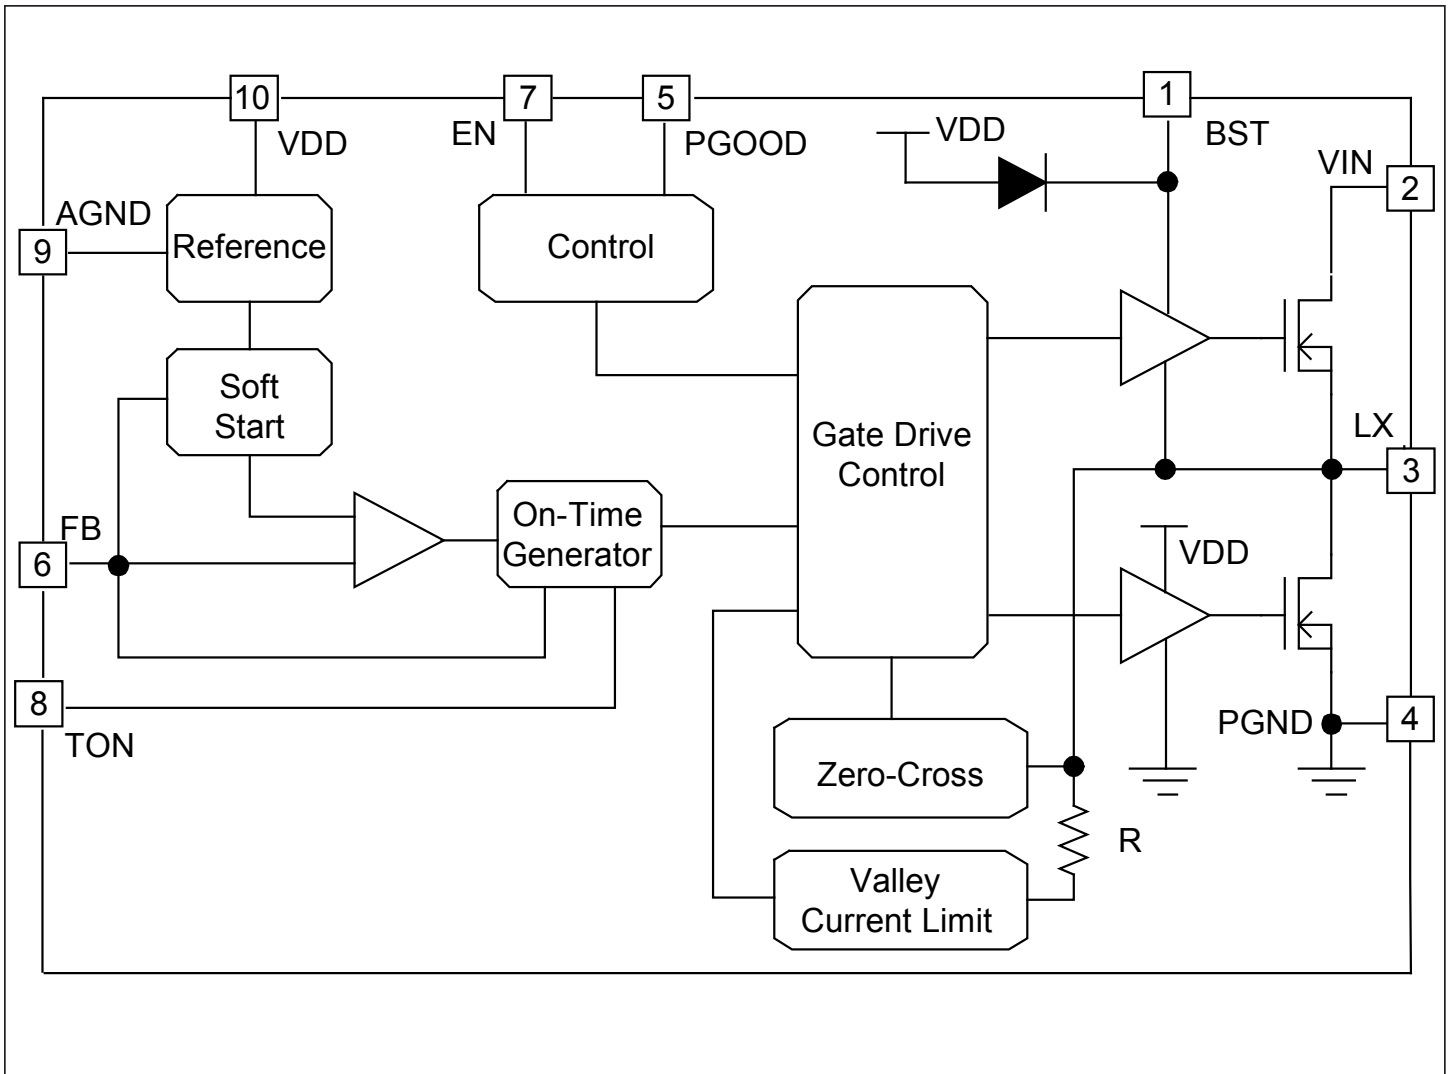 10
7
5
1
VDD
EN
PGOOD
VDD
BST
VIN
2
AGND
9
Reference
Control
Soft
Start
Gate Drive
Control
LX
3
FB
6
On-Time
Generator
VDD
8
TON
PGND
4
Zero-Cross
R
Valley
Current Limit